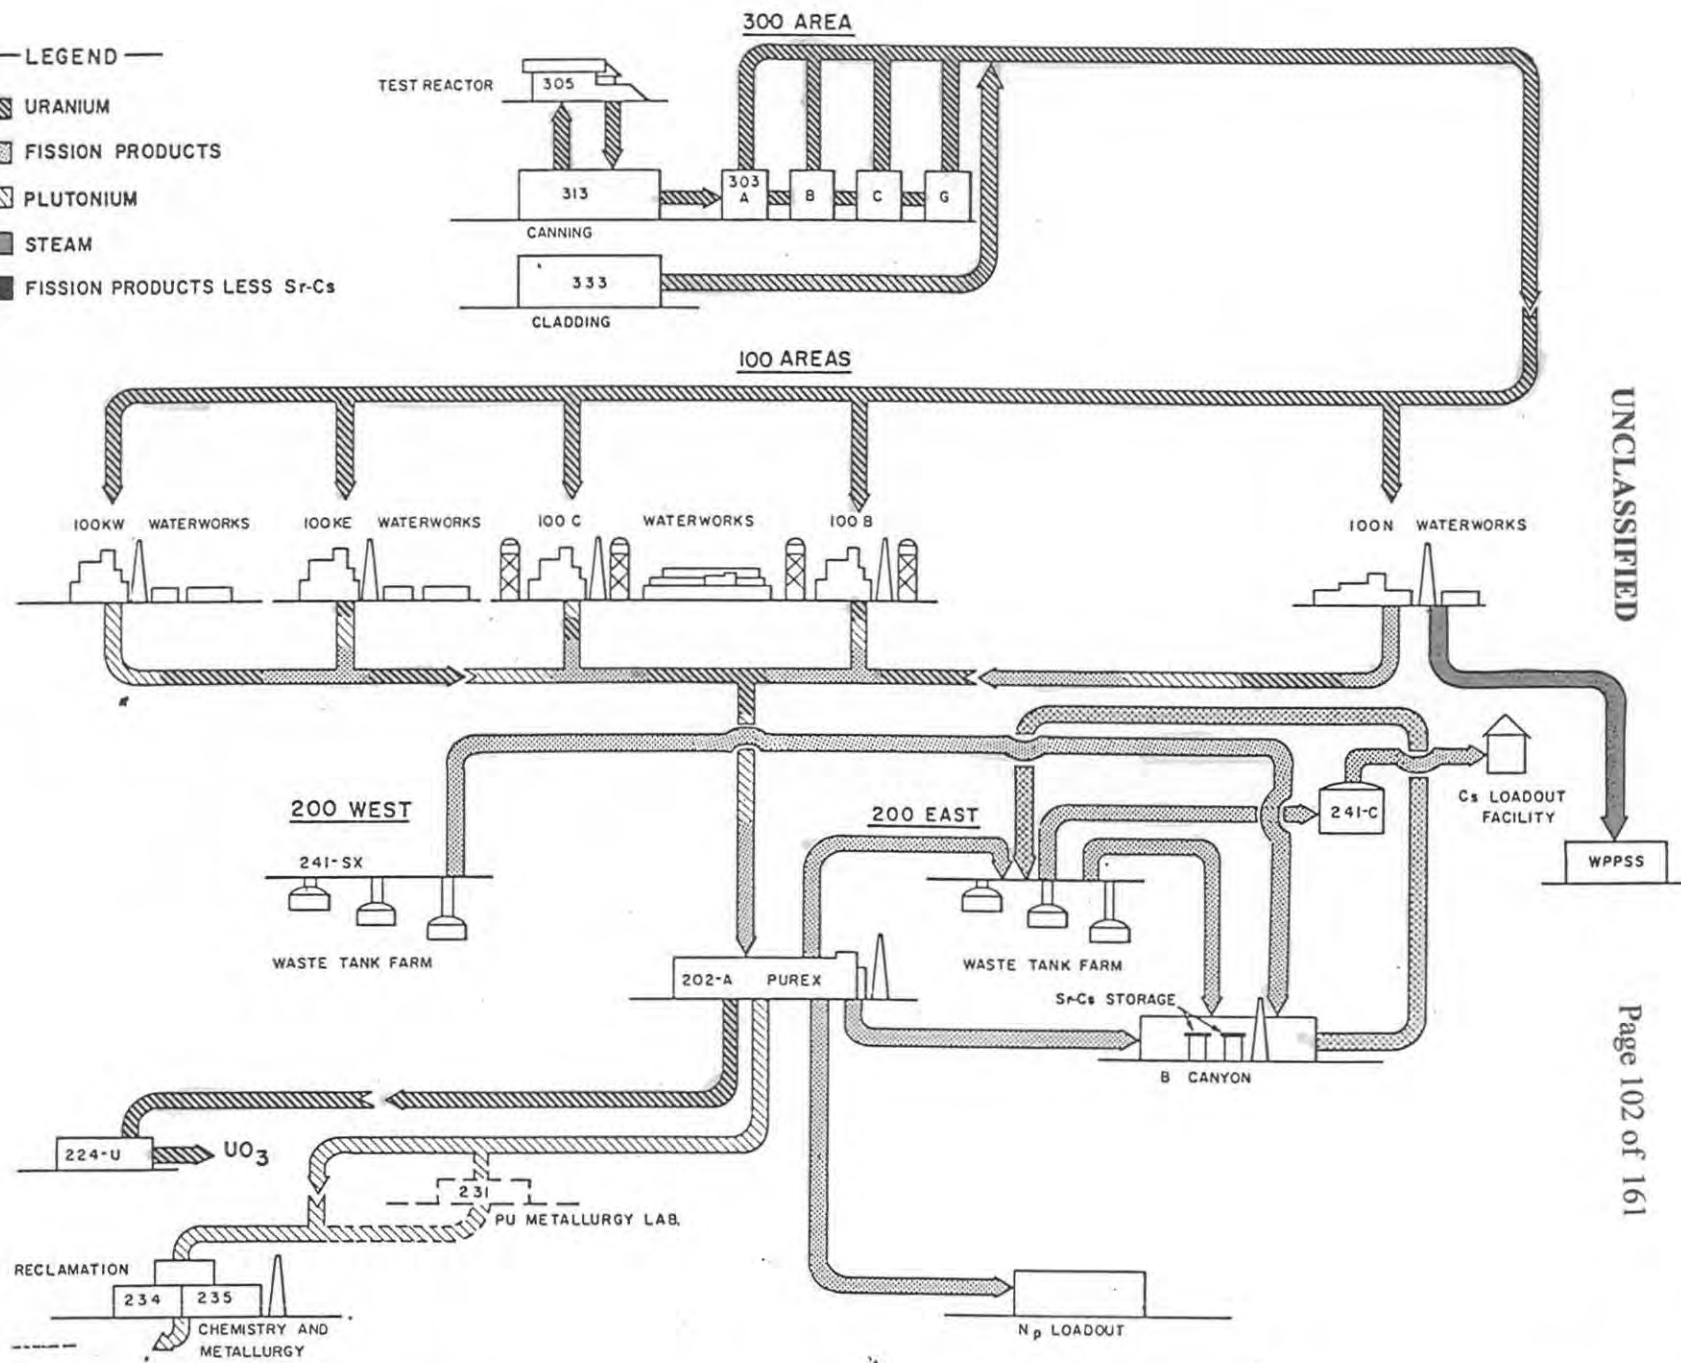 300 AREA
LEGEND
URANIUM
FISSION PRODUCTS
PLUTONIUM
STEAM
FISSION PRODUCTS LESS Sr-Cs
TEST REACTOR
305
313
303
A
B
C
G
CANNING
333
CLADDING
100 AREAS
100KW WATERWORKS
100KE WATERWORKS
100 C
WATERWORKS
100 B
100N WATERWORKS
UNCLASSIFIED
200 WEST
241-SX
WASTE TANK FARM
200 EAST
WASTE TANK FARM
241-C
Cs LOADOUT
FACILITY
WPPSS
202-A PUREX
Sr-Cs STORAGE
B CANYON
Page 102 of 161
224-U
UO3
231
PU METALLURGY LAB.
RECLAMATION
234
235
CHEMISTRY AND
METALLURGY
Np LOADOUT